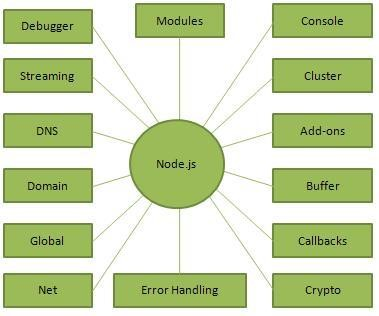 Debugger
Modules
Console
Streaming
Cluster
DNS
Add-ons
Node.js
Domain
Buffer
Global
Callbacks
Net
Error Handling
Crypto